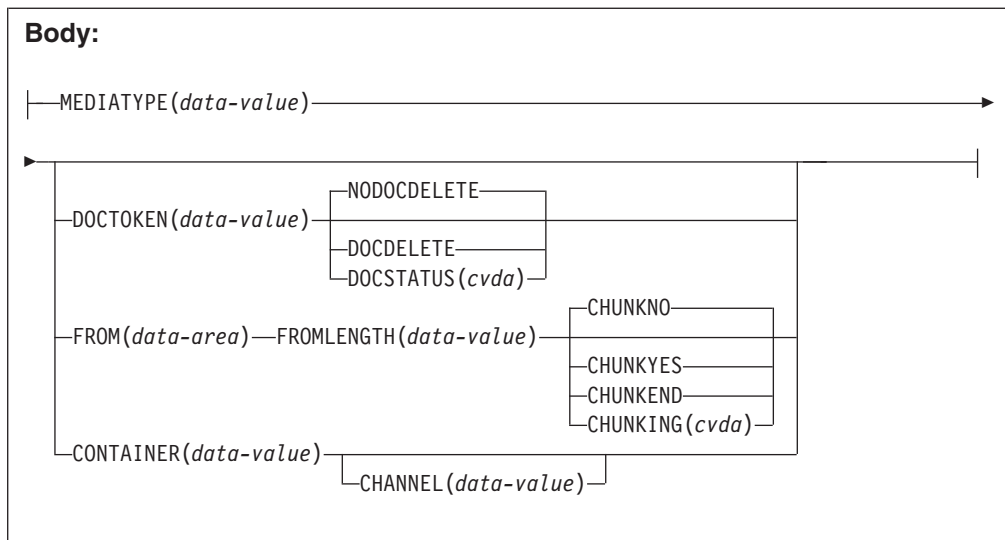 Body:
MEDIATYPE(data-value)
NODOCDELETE
DOCTOKEN(data-value)
DOCDELETE
DOCSTATUS(cvda)
CHUNKNO
FROM(data-area) FROMLENGTH(data-value)
CHUNKYES
CHUNKEND
CHUNKING(cvda)
CONTAINER(data-value)
CHANNEL(data-value)